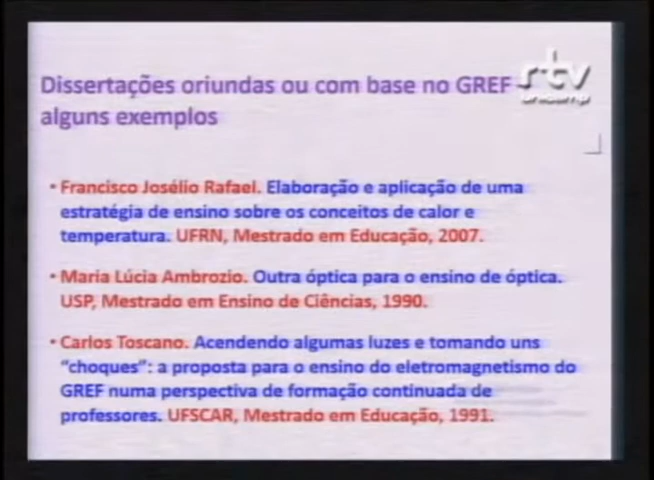 Dissertações oriundas ou com base no GREF -
alguns exemplos
rtv
unicamp
• Francisco Josélio Rafael. Elaboração e aplicação de uma
estratégia de ensino sobre os conceitos de calor e
temperatura. UFRN, Mestrado em Educação, 2007.
• Maria Lúcia Ambrozio. Outra óptica para o ensino de óptica.
USP, Mestrado em Ensino de Ciências, 1990.
• Carlos Toscano. Acendendo algumas luzes e tomando uns
“choques”: a proposta para o ensino do eletromagnetismo do
GREF numa perspectiva de formação continuada de
professores. UFSCAR, Mestrado em Educação, 1991.